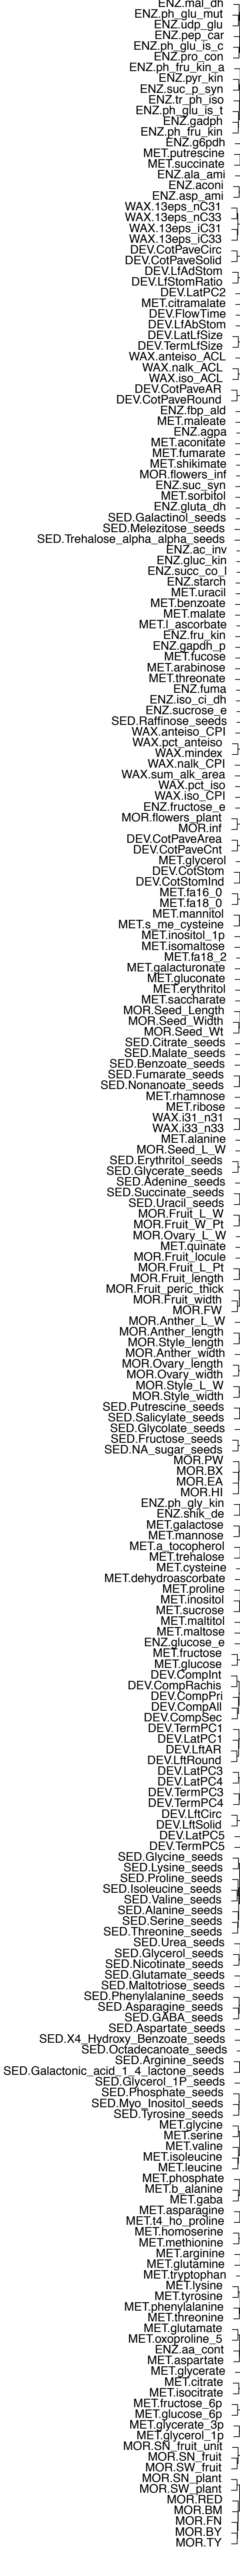 ENZ.mal_dh
ENZ.ph_glu_mut
ENZ.udp_glu
ENZ.pep_car
ENZ.ph_glu_is_c
ENZ.pro_con
ENZ.ph_fru_kin_a
ENZ.pyr_kin
ENZ.suc_p_syn
ENZ.tr_ph_iso
ENZ.ph_glu_is_t
ENZ.gadph
ENZ.ph_fru_kin
ENZ.g6pdh
MET.putrescine
MET.succinate
ENZ.ala_ami
ENZ.aconi
ENZ.asp_ami
WAX.13eps_nC31
WAX.13eps_nC33
WAX.13eps_iC31
WAX.13eps_iC33
DEV.CotPaveCirc
DEV.CotPaveSolid
DEV.LfAdStom
DEV.LfStomRatio
DEV.LatPC2
MET.citramalate
DEV.FlowTime
DEV.LfAbStom
DEV.LatLfSize
DEV.TermLfSize
WAX.anteiso_ACL
WAX.nalk_ACL
WAX.iso_ACL
DEV.CotPaveAR
DEV.CotPaveRound
ENZ.fbp_ald
MET.maleate
ENZ.agpa
MET.aconitate
MET.fumarate
MET.shikimate
MOR.flowers_inf
ENZ.suc_syn
MET.sorbitol
ENZ.gluta_dh
SED.Galactinol_seeds
SED.Melezitose_seeds
SED.Trehalose_alpha_alpha_seeds
ENZ.ac_inv
ENZ.gluc_kin
ENZ.succ_co_l
ENZ.starch
MET.uracil
MET.benzoate
MET.malate
MET.l_ascorbate
ENZ.fru_kin
ENZ.gapdh_p
MET.fucose
MET.arabinose
MET.threonate
ENZ.fuma
ENZ.iso_ci_dh
ENZ.sucrose_e
SED.Raffinose_seeds
WAX.anteiso_CPI
WAX.pct_anteiso
WAX.mindex
WAX.nalk_CPI
WAX.sum_alk_area
WAX.pct_iso
WAX.iso_CPI
ENZ.fructose_e
MOR.flowers_plant
MOR.inf
DEV.CotPaveArea
DEV.CotPaveCnt
MET.glycerol
DEV.CotStom
DEV.CotStomInd
MET.fa16_0
MET.fa18_0
MET.mannitol
MET.s_me_cysteine
MET.inositol_1p
MET.isomaltose
MET.fa18_2
MET.galacturonate
MET.gluconate
MET.erythritol
MET.saccharate
MOR.Seed_Length
MOR.Seed_Width
MOR.Seed_Wt
SED.Citrate_seeds
SED.Malate_seeds
SED.Benzoate_seeds
SED.Fumarate_seeds
SED.Nonanoate_seeds
MET.rhamnose
MET.ribose
WAX.i31_n31
WAX.i33_n33
MET.alanine
MOR.Seed_L_W
SED.Erythritol_seeds
SED.Glycerate_seeds
SED.Adenine_seeds
SED.Succinate_seeds
SED.Uracil_seeds
MOR.Fruit_L_W
MOR.Fruit_W_Pt
MOR.Ovary_L_W
MET.quinate
MOR.Fruit_locule
MOR.Fruit_L_Pt
MOR.Fruit_length
MOR.Fruit_peric_thick
MOR.Fruit_width
MOR.FW
MOR.Anther_L_W
MOR.Anther_length
MOR.Style_length
MOR.Anther_width
MOR.Ovary_length
MOR.Ovary_width
MOR.Style_L_W
MOR.Style_width
SED.Putrescine_seeds
SED.Salicylate_seeds
SED.Glycolate_seeds
SED.Fructose_seeds
SED.NA_sugar_seeds
MOR.PW
MOR.BX
MOR.EA
MOR.HI
ENZ.ph_gly_kin
ENZ.shik_de
MET.galactose
MET.mannose
MET.a_tocopherol
MET.trehalose
MET.cysteine
MET.dehydroascorbate
MET.proline
MET.inositol
MET.sucrose
MET.maltitol
MET.maltose
ENZ.glucose_e
MET.fructose
MET.glucose
DEV.CompInt
DEV.CompRachis
DEV.CompPri
DEV.CompAll
DEV.CompSec
DEV.TermPC1
DEV.LatPC1
DEV.LftAR
DEV.LftRound
DEV.LatPC3
DEV.LatPC4
DEV.TermPC3
DEV.TermPC4
DEV.LftCirc
DEV.LftSolid
DEV.LatPC5
DEV.TermPC5
SED.Glycine_seeds
SED.Lysine_seeds
SED.Proline_seeds
SED.Isoleucine_seeds
SED.Valine_seeds
SED.Alanine_seeds
SED.Serine_seeds
SED.Threonine_seeds
SED.Urea_seeds
SED.Glycerol_seeds
SED.Nicotinate_seeds
SED.Glutamate_seeds
SED.Maltotriose_seeds
SED.Phenylalanine_seeds
SED.Asparagine_seeds
SED.GABA_seeds
SED.Aspartate_seeds
SED.X4_Hydroxy_Benzoate_seeds
SED.Octadecanoate_seeds
SED.Arginine_seeds
SED.Galactonic_acid_1_4_lactone_seeds
SED.Glycerol_1P_seeds
SED.Phosphate_seeds
SED.Myo_Inositol_seeds
SED.Tyrosine_seeds
MET.glycine
MET.serine
MET.valine
MET.isoleucine
MET.leucine
MET.phosphate
MET.b_alanine
MET.gaba
MET.asparagine
MET.t4_ho_proline
MET.homoserine
MET.methionine
MET.arginine
MET.glutamine
MET.tryptophan
MET.lysine
MET.tyrosine
MET.phenylalanine
MET.threonine
MET.glutamate
MET.oxoproline_5
ENZ.aa_cont
MET.aspartate
MET.glycerate
MET.citrate
MET.isocitrate
MET.fructose_6p
MET.glucose_6p
MET.glycerate_3p
MET.glycerol_1p
MOR.SN_fruit_unit
MOR.SN_fruit
MOR.SW_fruit
MOR.SN_plant
MOR.SW_plant
MOR.RED
MOR.BM
MOR.FN
MOR.BY
MOR.TY